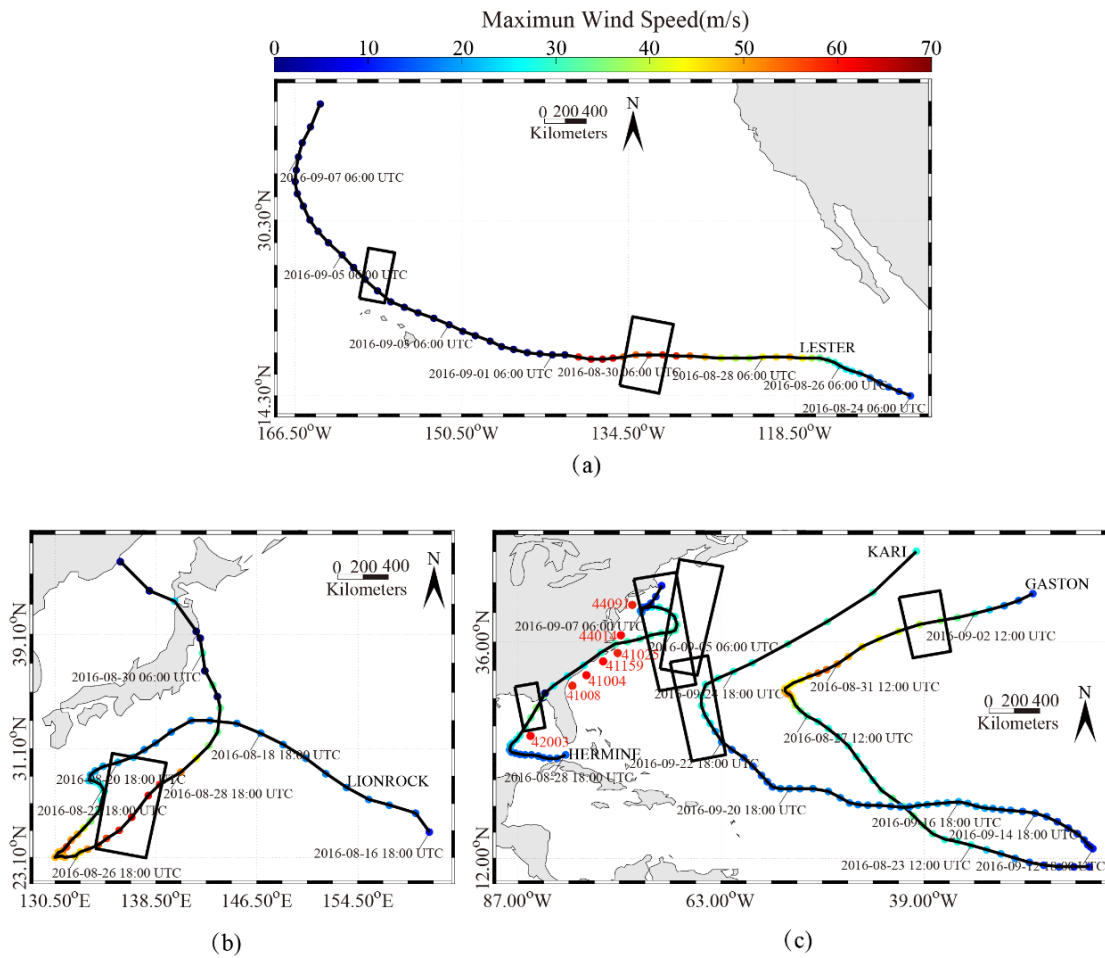 Maximun Wind Speed(m/s)
0 10 20 30 40 50 60 70
N
0 200 400
Kilometers
2016-09-07 06:00 UTC
30.30°N
2016-09-05 06:00 UTC
2016-09-03 06:00 UTC
LESTER
2016-09-01 06:00 UTC
2016-08-30 06:00 UTC
2016-08-28 06:00 UTC
2016-08-26 06:00 UTC
14.30°N
2016-08-24 06:00 UTC
166.50°W 150.50°W 134.50°W 118.50°W
(a)
N
0 200 400
Kilometers
39.10°N
2016-08-30 06:00 UTC
31.10°N
2016-08-18 18:00 UTC
2016-08-20 18:00 UTC
LIONROCK
2016-08-28 18:00 UTC
2016-08-16 18:00 UTC
23.10°N
2016-08-26 18:00 UTC
130.50°E 138.50°E 146.50°E 154.50°E
(b)
KARL
GASTON
44091
2016-09-07 06:00 UTC
2016-09-02 12:00 UTC
44014
36.00°N
2016-09-05 06:00 UTC
41025
41159
41004
2016-08-31 12:00 UTC
41008
2016-09-24 18:00 UTC
N
0 200 400
Kilometers
42003
2016-08-27 12:00 UTC
HERMINE
2016-08-28 18:00 UTC
2016-09-22 18:00 UTC
2016-09-20 18:00 UTC
2016-09-16 18:00 UTC
2016-09-14 18:00 UTC
12.00°N
2016-08-23 12:00 UTC
2016-09-12 18:00 UTC
87.00°W 63.00°W 39.00°W
(c)